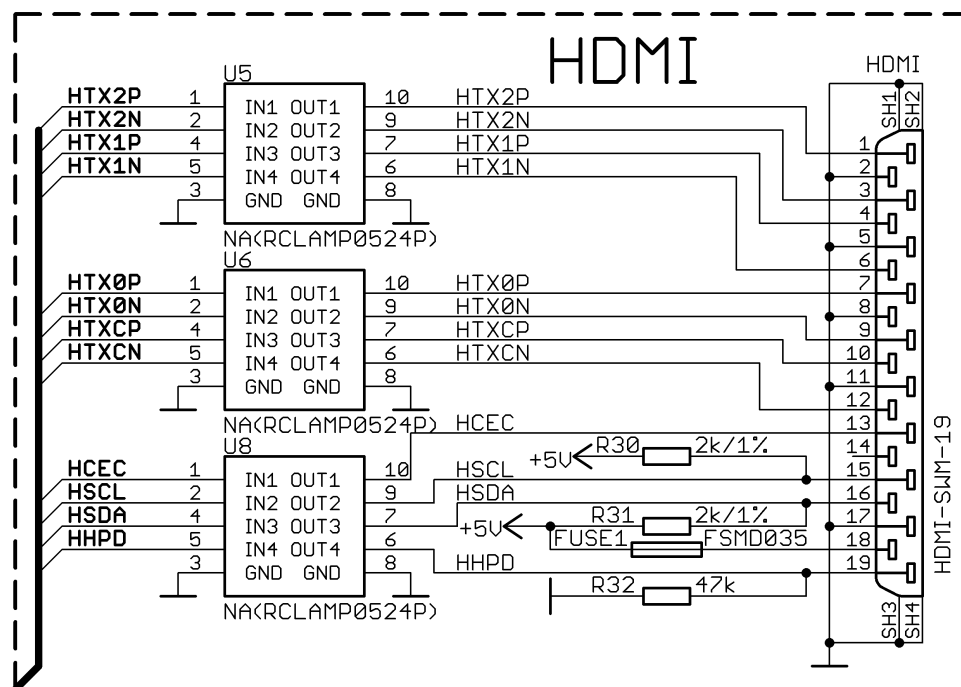 HDMI
HDMI
SH1
SH2
U5
HTX2P 1 IN1 OUT1 10 HTX2P
HTX2N 2 IN2 OUT2 9 HTX2N
HTX1P 4 IN3 OUT3 7 HTX1P
HTX1N 5 IN4 OUT4 6 HTX1N
3 GND GND 8
NA(RCLAMP0524P)
U6
HTX0P 1 IN1 OUT1 10 HTX0P
HTX0N 2 IN2 OUT2 9 HTX0N
HTXCP 4 IN3 OUT3 7 HTXCP
HTXCN 5 IN4 OUT4 6 HTXCN
3 GND GND 8
NA(RCLAMP0524P)
U8
HCEC 1 IN1 OUT1 10 HCEC
HSCL 2 IN2 OUT2 9 HSCL
HSDA 4 IN3 OUT3 7 HSDA
HHPD 5 IN4 OUT4 6 HHPD
3 GND GND 8
NA(RCLAMP0524P)
+5V R30 2k/1%
+5V R31 2k/1%
FUSE1 FSMD035
R32 47k
1
2
3
4
5
6
7
8
9
10
11
12
13
14
15
16
17
18
19
HDMI-SWM-19
SH3
SH4